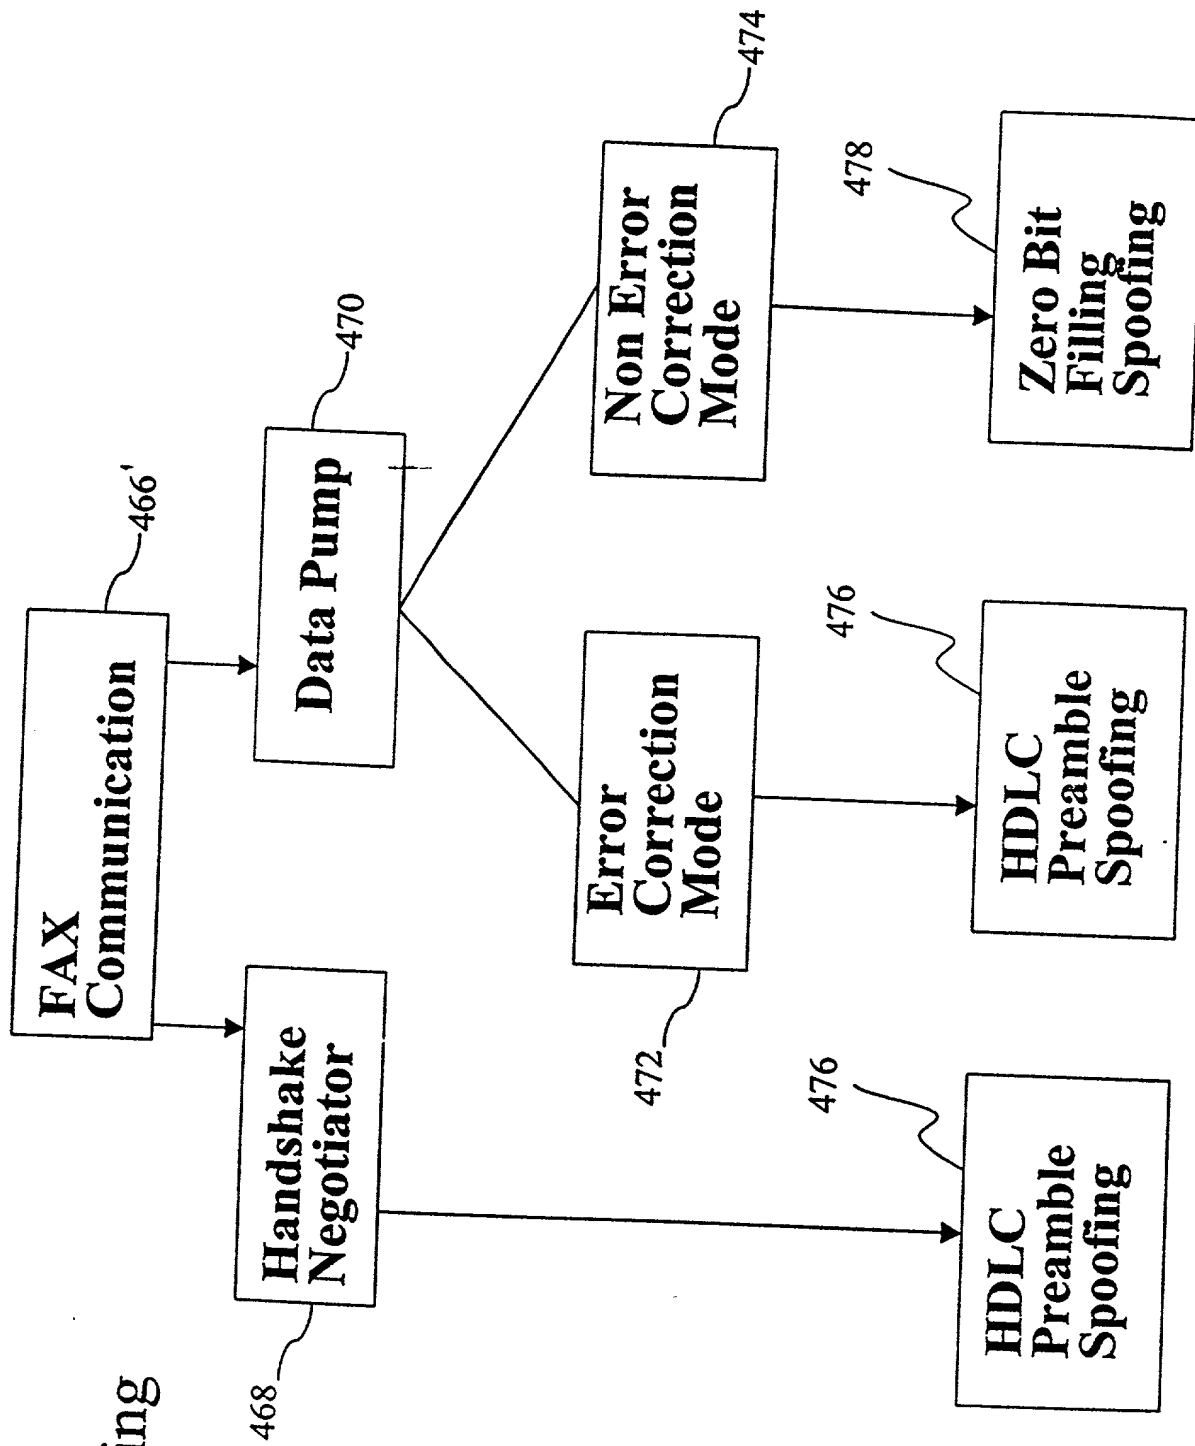 ing
FAX
Communication
466'
Handshake
Negotiator
468
Data Pump
470
Error
Correction
Mode
472
Non Error
Correction
Mode
474
HDLC
Preamble
Spoofing
476
HDLC
Preamble
Spoofing
476
Zero Bit
Filling
Spoofing
478